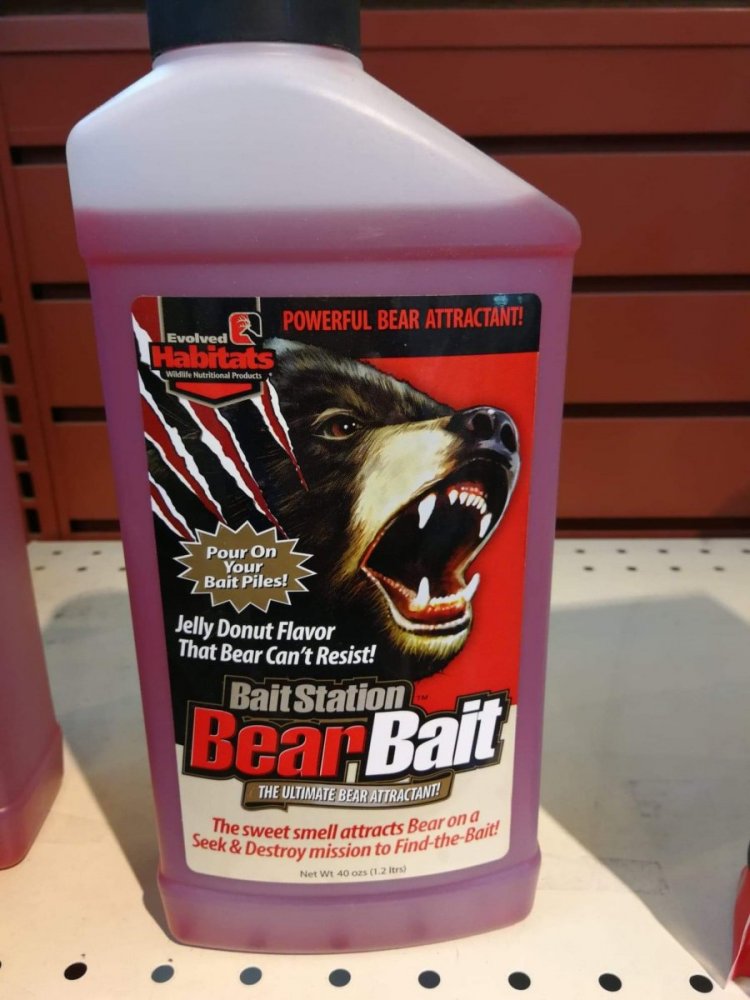 POWERFUL BEAR ATTRACTANT!
Evolved
Habitats
Wildlife Nutritional Products
Pour On
Your
Bait Piles!
Jelly Donut Flavor
That Bear Can't Resist!
Bait Station TM
Bear Bait
THE ULTIMATE BEAR ATTRACTANT!
The sweet smell attracts Bear on a
Seek & Destroy mission to Find-the-Bait!
Net Wt 40 ozs (1.2 ltrs)